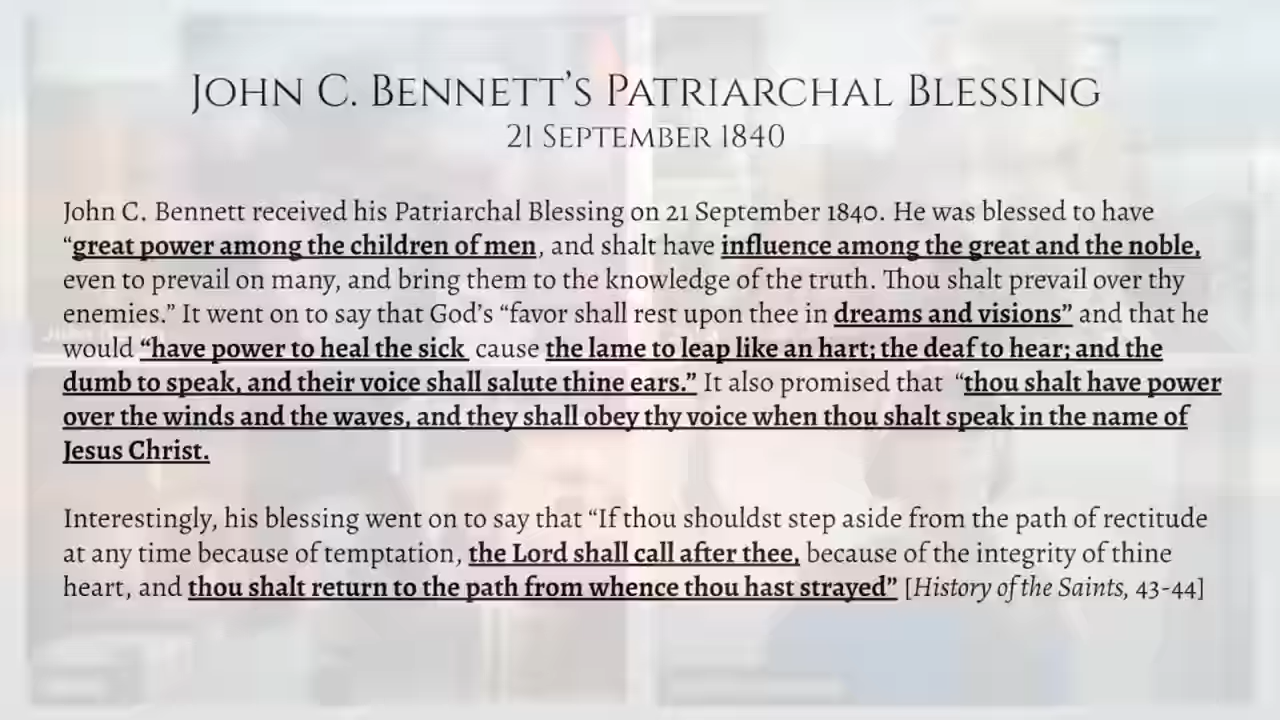 John C. Bennett's Patriarchal Blessing
21 September 1840
John C. Bennett received his Patriarchal Blessing on 21 September 1840. He was blessed to have
“great power among the children of men, and shalt have influence among the great and the noble,
even to prevail on many, and bring them to the knowledge of the truth. Thou shalt prevail over thy
enemies.” It went on to say that God's “favor shall rest upon thee in dreams and visions” and that he
would “have power to heal the sick cause the lame to leap like an hart; the deaf to hear; and the
dumb to speak, and their voice shall salute thine ears.” It also promised that “thou shalt have power
over the winds and the waves, and they shall obey thy voice when thou shalt speak in the name of
Jesus Christ.
Interestingly, his blessing went on to say that “If thou shouldst step aside from the path of rectitude
at any time because of temptation, the Lord shall call after thee, because of the integrity of thine
heart, and thou shalt return to the path from whence thou hast strayed” [History of the Saints, 43-44]